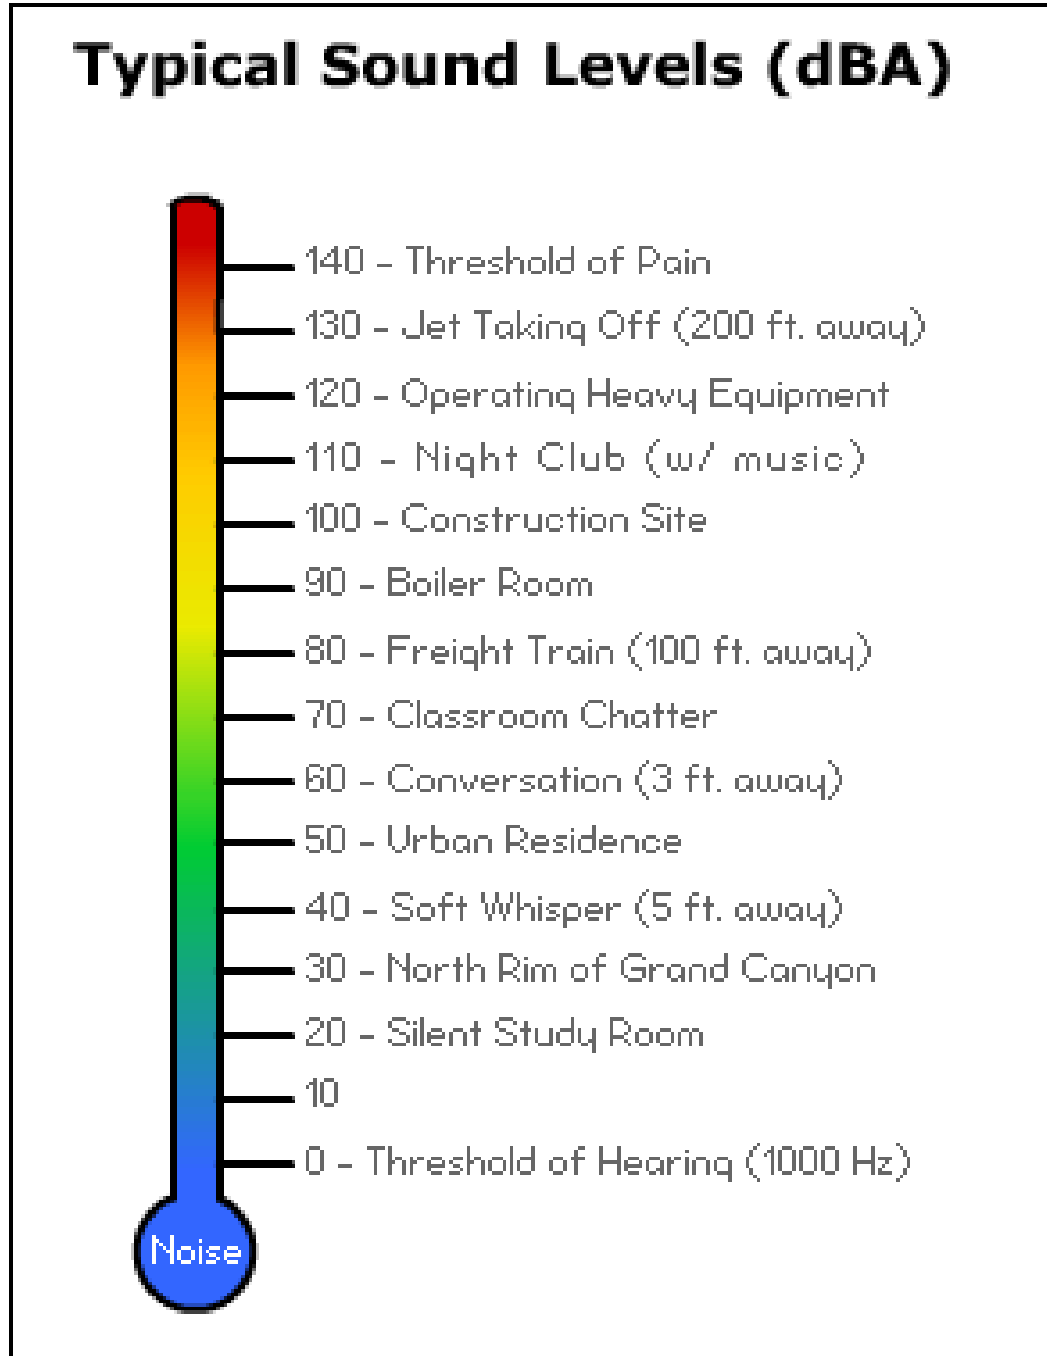 Typical Sound Levels (dBA)
140 - Threshold of Pain
130 - Jet Taking Off (200 ft. away)
120 - Operating Heavy Equipment
110 - Night Club (w/ music)
100 - Construction Site
90 - Boiler Room
80 - Freight Train (100 ft. away)
70 - Classroom Chatter
60 - Conversation (3 ft. away)
50 - Urban Residence
40 - Soft Whisper (5 ft. away)
30 - North Rim of Grand Canyon
20 - Silent Study Room
10
0 - Threshold of Hearing (1000 Hz)
Noise